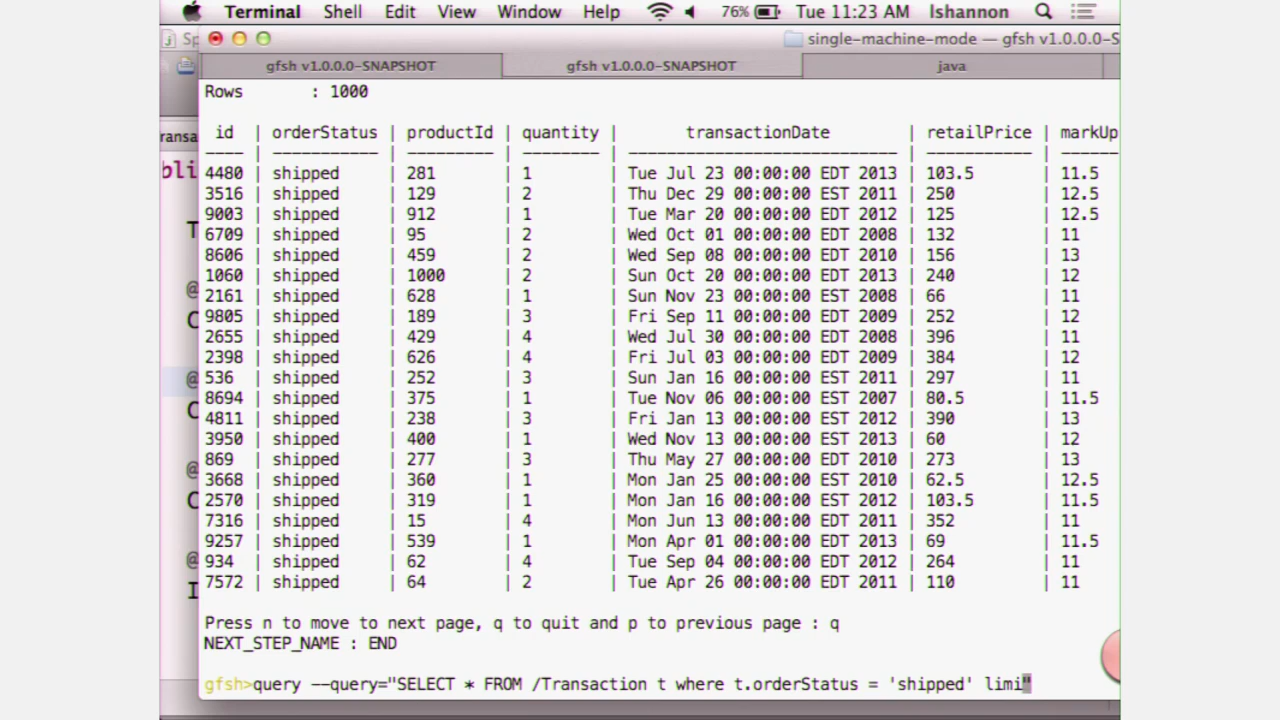 Terminal Shell Edit View Window Help 76% Tue 11:23 AM lshannon
Sp single-machine-mode — gfsh v1.0.0.0-S
gfsh v1.0.0.0-SNAPSHOT gfsh v1.0.0.0-SNAPSHOT java
Rows : 1000
ransa id | orderStatus | productId | quantity | transactionDate | retailPrice | markUp
---- | ----------- | --------- | -------- | ---------------------------- | ----------- | ------
bli 4480 | shipped | 281 | 1 | Tue Jul 23 00:00:00 EDT 2013 | 103.5 | 11.5
3516 | shipped | 129 | 2 | Thu Dec 29 00:00:00 EST 2011 | 250 | 12.5
9003 | shipped | 912 | 1 | Tue Mar 20 00:00:00 EDT 2012 | 125 | 12.5
6709 | shipped | 95 | 2 | Wed Oct 01 00:00:00 EDT 2008 | 132 | 11
8606 | shipped | 459 | 2 | Wed Sep 08 00:00:00 EDT 2010 | 156 | 13
1060 | shipped | 1000 | 2 | Sun Oct 20 00:00:00 EDT 2013 | 240 | 12
2161 | shipped | 628 | 1 | Sun Nov 23 00:00:00 EST 2008 | 66 | 11
9805 | shipped | 189 | 3 | Fri Sep 11 00:00:00 EDT 2009 | 252 | 12
2655 | shipped | 429 | 4 | Wed Jul 30 00:00:00 EDT 2008 | 396 | 11
2398 | shipped | 626 | 4 | Fri Jul 03 00:00:00 EDT 2009 | 384 | 12
536 | shipped | 252 | 3 | Sun Jan 16 00:00:00 EST 2011 | 297 | 11
8694 | shipped | 375 | 1 | Tue Nov 06 00:00:00 EST 2007 | 80.5 | 11.5
4811 | shipped | 238 | 3 | Fri Jan 13 00:00:00 EST 2012 | 390 | 13
3950 | shipped | 400 | 1 | Wed Nov 13 00:00:00 EST 2013 | 60 | 12
869 | shipped | 277 | 3 | Thu May 27 00:00:00 EDT 2010 | 273 | 13
3668 | shipped | 360 | 1 | Mon Jan 25 00:00:00 EST 2010 | 62.5 | 12.5
2570 | shipped | 319 | 1 | Mon Jan 16 00:00:00 EST 2012 | 103.5 | 11.5
7316 | shipped | 15 | 4 | Mon Jun 13 00:00:00 EDT 2011 | 352 | 11
9257 | shipped | 539 | 1 | Mon Apr 01 00:00:00 EDT 2013 | 69 | 11.5
934 | shipped | 62 | 4 | Tue Sep 04 00:00:00 EDT 2012 | 264 | 11
7572 | shipped | 64 | 2 | Tue Apr 26 00:00:00 EDT 2011 | 110 | 11
Press n to move to next page, q to quit and p to previous page : q
NEXT_STEP_NAME : END
gfsh>query --query="SELECT * FROM /Transaction t where t.orderStatus = 'shipped' limi"